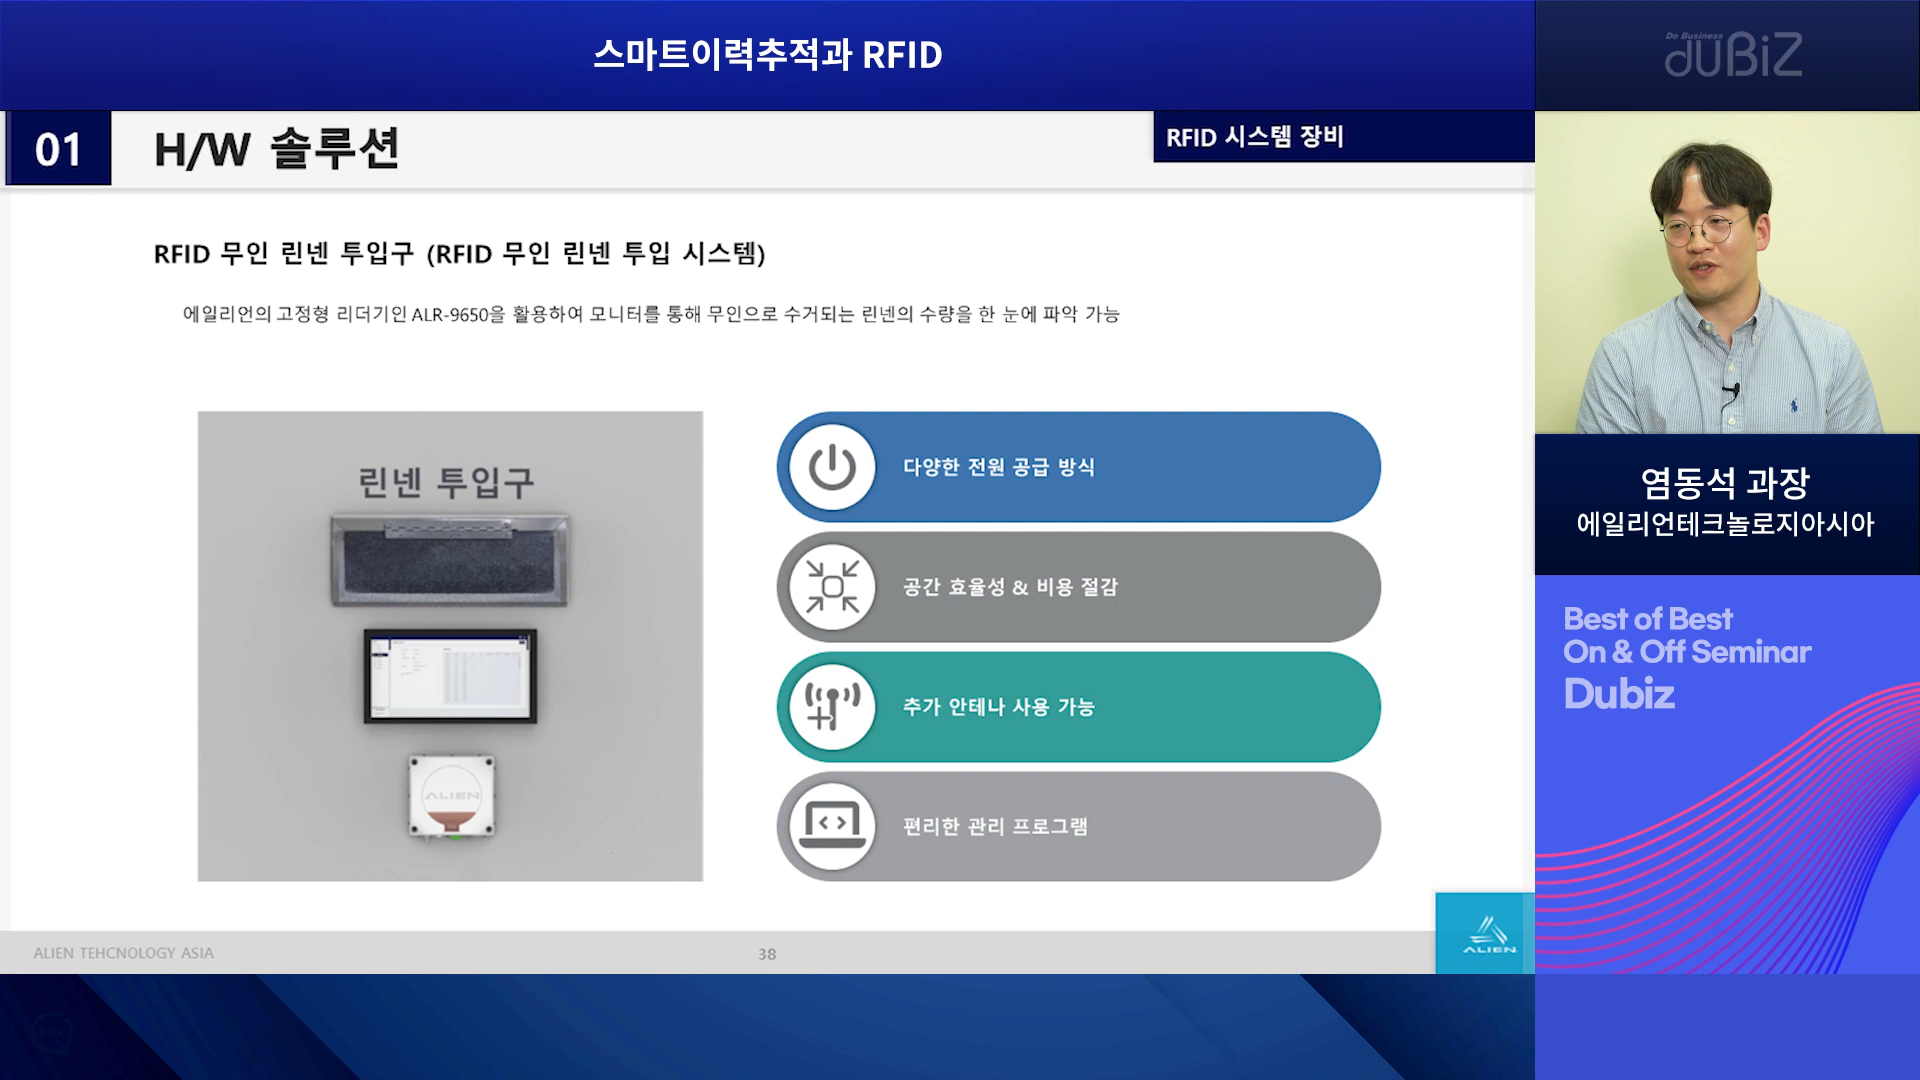 스마트이력추적과 RFID
Do Business
duBiZ
01
H/W 솔루션
RFID 시스템 장비
RFID 무인 린넨 투입구 (RFID 무인 린넨 투입 시스템)
에일리언의 고정형 리더기인 ALR-9650을 활용하여 모니터를 통해 무인으로 수거되는 린넨의 수량을 한 눈에 파악 가능
린넨 투입구
ALIEN
다양한 전원 공급 방식
공간 효율성 & 비용 절감
추가 안테나 사용 가능
편리한 관리 프로그램
염동석 과장
에일리언테크놀로지아시아
Best of Best
On & Off Seminar
Dubiz
ALIEN TEHCNOLOGY ASIA
38
ALIEN